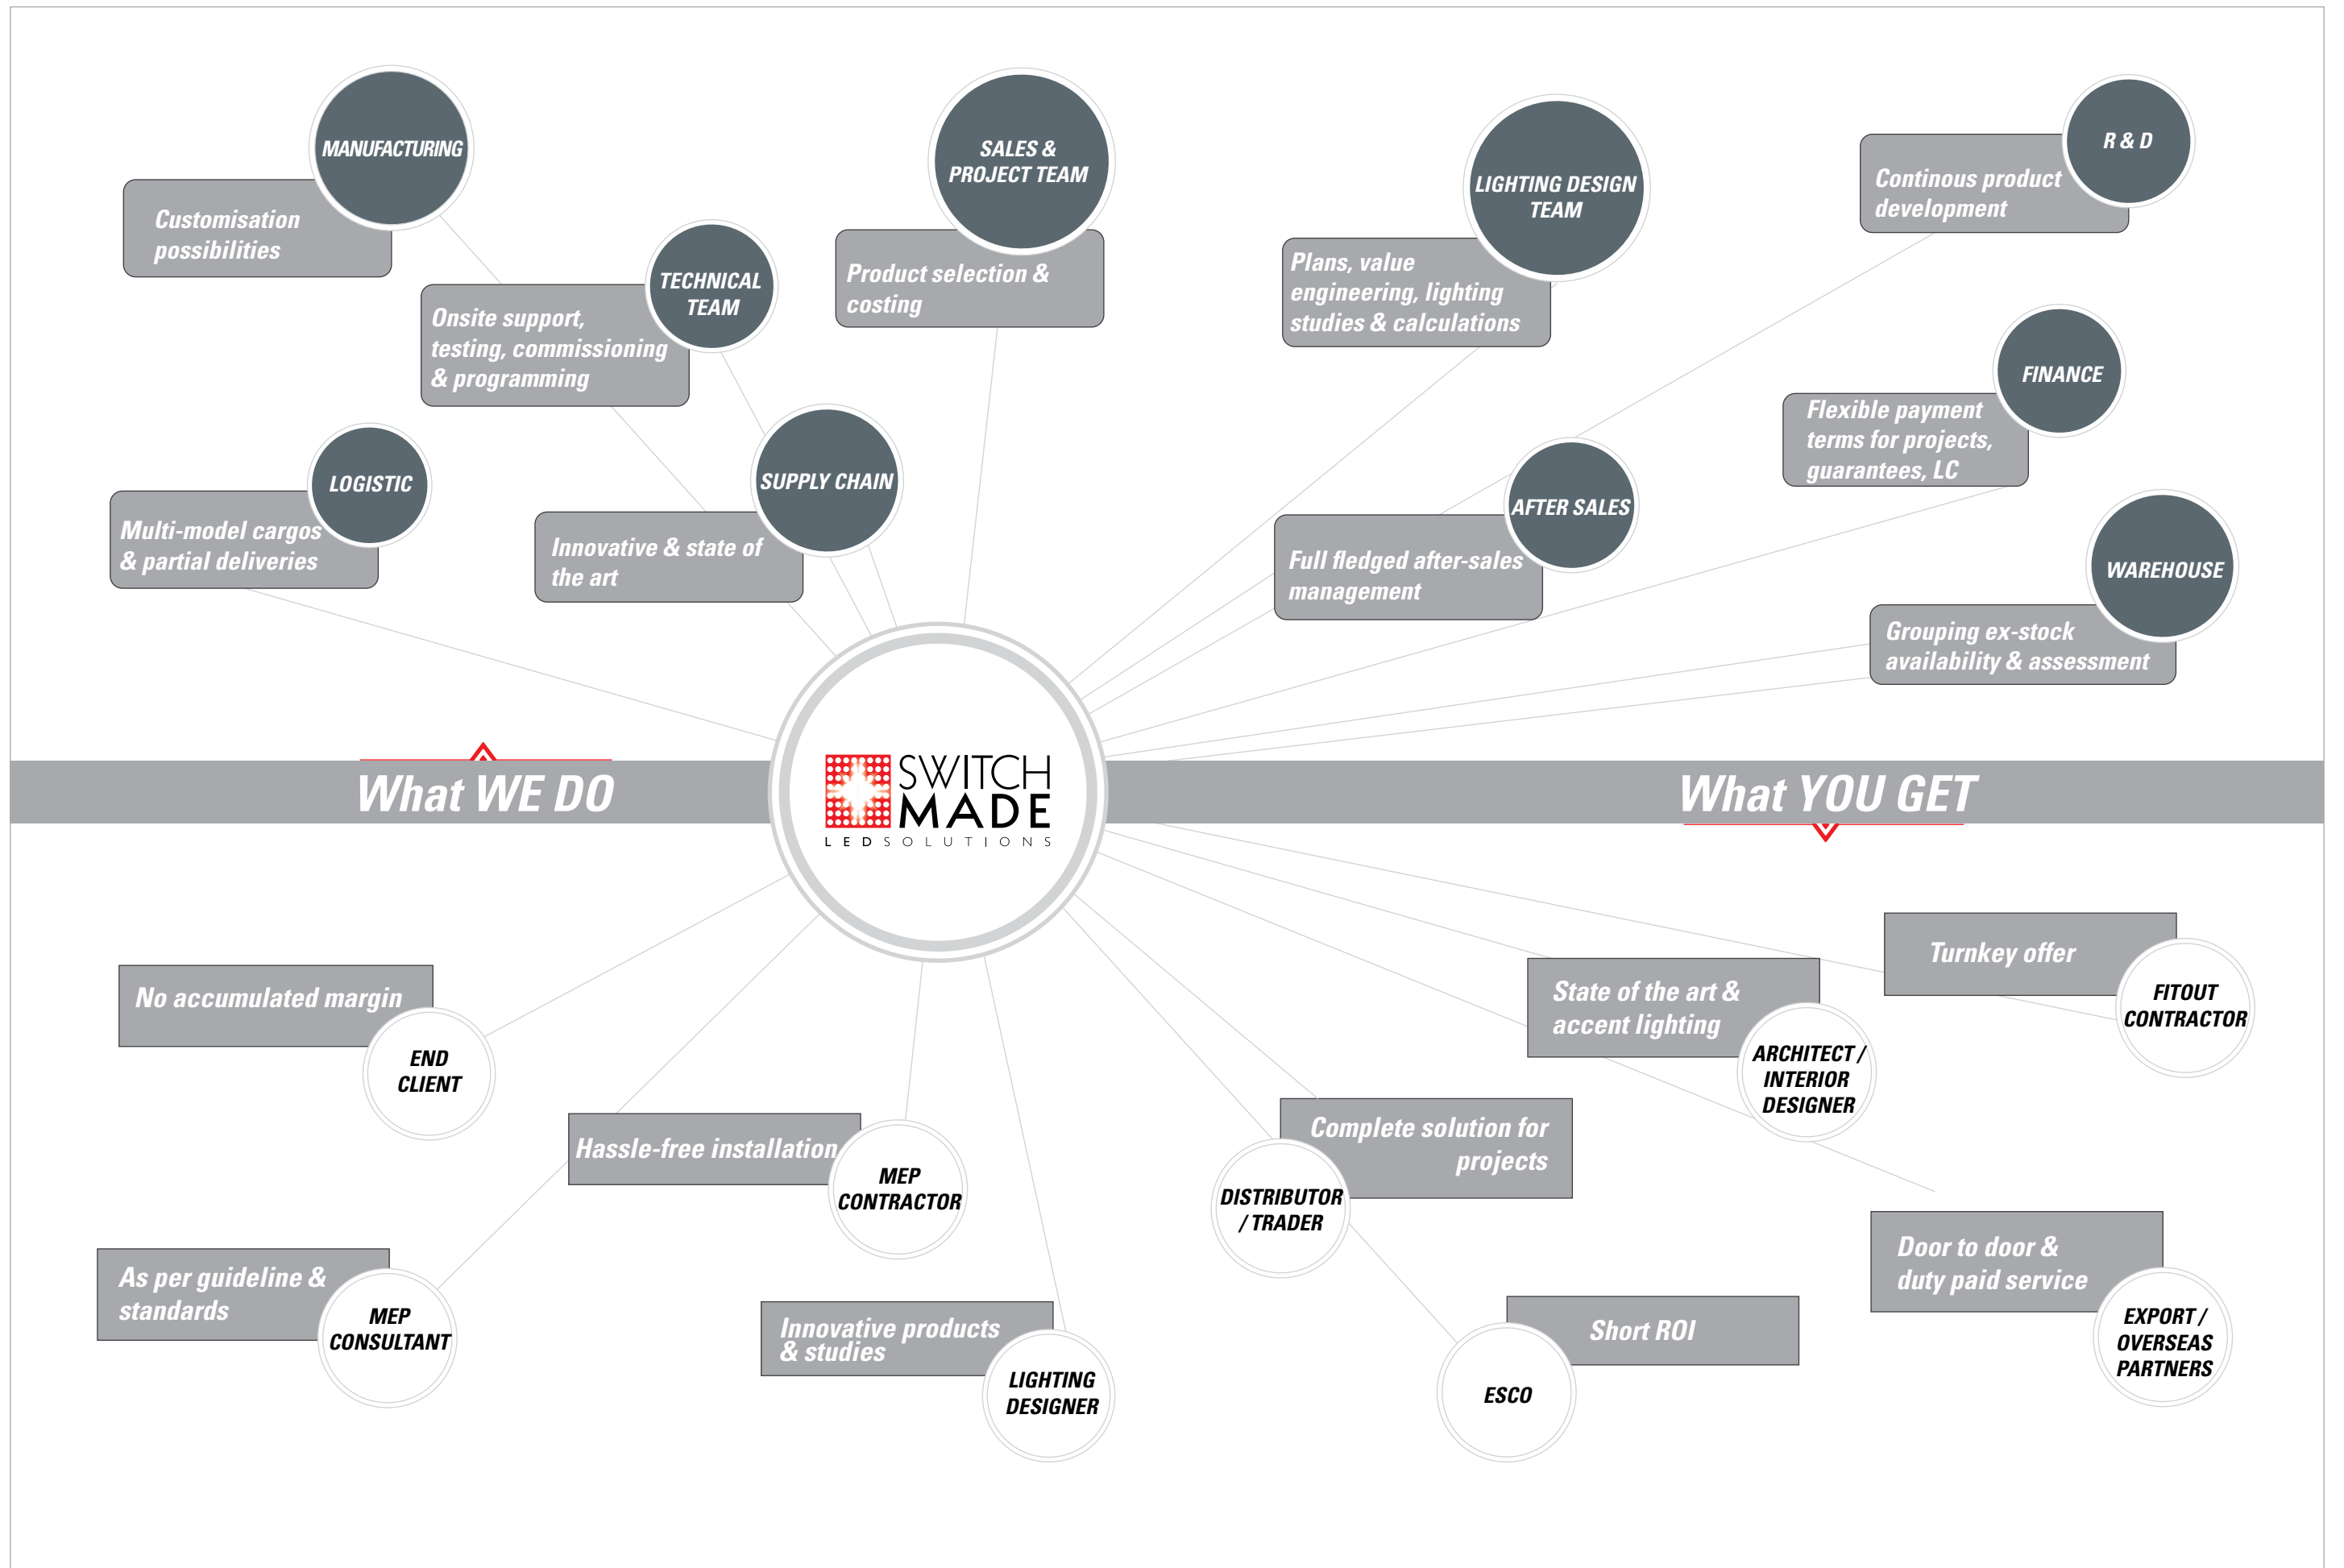 MANUFACTURING
Customisation
possibilities
SALES &
PROJECT TEAM
Product selection &
costing
LIGHTING DESIGN
TEAM
Plans, value
engineering, lighting
studies & calculations
R & D
Continous product
development
TECHNICAL
TEAM
Onsite support,
testing, commissioning
& programming
FINANCE
Flexible payment
terms for projects,
guarantees, LC
LOGISTIC
Multi-model cargos
& partial deliveries
SUPPLY CHAIN
Innovative & state of
the art
AFTER SALES
Full fledged after-sales
management
WAREHOUSE
Grouping ex-stock
availability & assessment
What WE DO
SWITCH
MADE
LEDSOLUTIONS
What YOU GET
No accumulated margin
END
CLIENT
Hassle-free installation
MEP
CONTRACTOR
As per guideline &
standards
MEP
CONSULTANT
Innovative products
& studies
LIGHTING
DESIGNER
Complete solution for
projects
DISTRIBUTOR
/ TRADER
Short ROI
ESCO
State of the art &
accent lighting
ARCHITECT /
INTERIOR
DESIGNER
Turnkey offer
FITOUT
CONTRACTOR
Door to door &
duty paid service
EXPORT /
OVERSEAS
PARTNERS